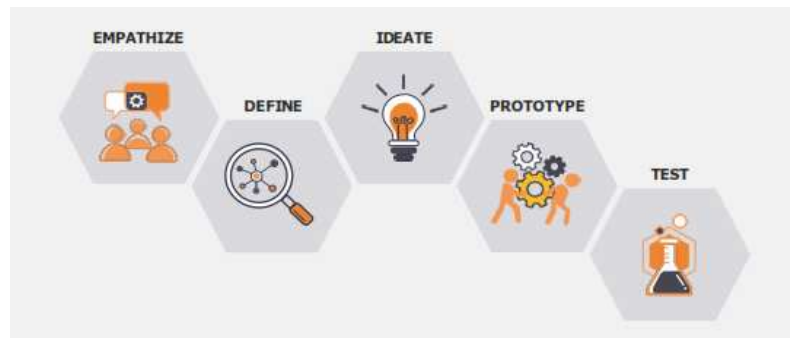 EMPATHIZE
DEFINE
IDEATE
PROTOTYPE
TEST